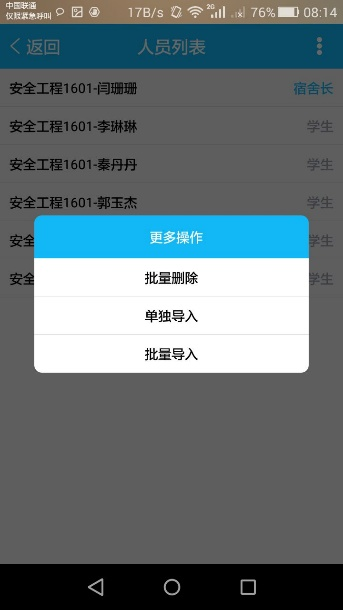 中国联通
仅限紧急呼叫
17B/s
2G
76%
08:14
返回
人员列表
安全工程1601-闫珊珊
宿舍长
安全工程1601-李琳琳
学生
安全工程1601-秦丹丹
学生
安全工程1601-郭玉杰
学生
安
学生
安
学生
更多操作
批量删除
单独导入
批量导入